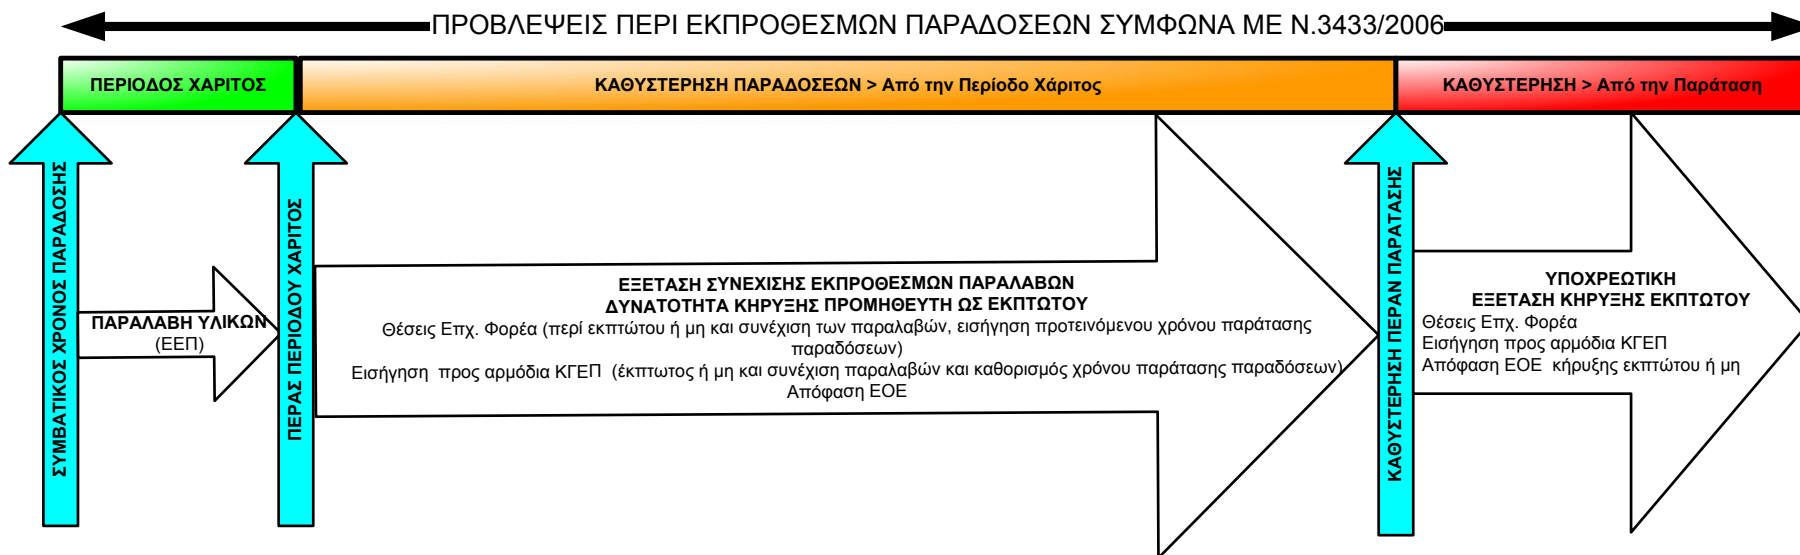 ΠΡΟΒΛΕΨΕΙΣ ΠΕΡΙ ΕΚΠΡΟΘΕΣΜΩΝ ΠΑΡΑΔΟΣΕΩΝ ΣΥΜΦΩΝΑ ΜΕ Ν.3433/2006
ΠΕΡΙΟΔΟΣ ΧΑΡΙΤΟΣ
ΚΑΘΥΣΤΕΡΗΣΗ ΠΑΡΑΔΟΣΕΩΝ > Από την Περίοδο Χάριτος
ΚΑΘΥΣΤΕΡΗΣΗ > Από την Παράταση
ΣΥΜΒΑΤΙΚΟΣ ΧΡΟΝΟΣ ΠΑΡΑΔΟΣΗΣ
ΠΑΡΑΛΑΒΗ ΥΛΙΚΩΝ
(ΕΕΠ)
ΠΕΡΑΣ ΠΕΡΙΟΔΟΥ ΧΑΡΙΤΟΣ
ΕΞΕΤΑΣΗ ΣΥΝΕΧΙΣΗΣ ΕΚΠΡΟΘΕΣΜΩΝ ΠΑΡΑΛΑΒΩΝ
ΔΥΝΑΤΟΤΗΤΑ ΚΗΡΥΞΗΣ ΠΡΟΜΗΘΕΥΤΗ ΩΣ ΕΚΠΤΩΤΟΥ
Θέσεις Επχ. Φορέα (περί εκπτώτου ή μη και συνέχιση των παραλαβών, εισήγηση προτεινόμενου χρόνου παράτασης
παραδόσεων)
Εισήγηση προς αρμόδια ΚΓΕΠ (έκπτωτος ή μη και συνέχιση παραλαβών και καθορισμός χρόνου παράτασης παραδόσεων)
Απόφαση ΕΟΕ
ΚΑΘΥΣΤΕΡΗΣΗ ΠΕΡΑΝ ΠΑΡΑΤΑΣΗΣ
ΥΠΟΧΡΕΩΤΙΚΗ
ΕΞΕΤΑΣΗ ΚΗΡΥΞΗΣ ΕΚΠΤΩΤΟΥ
Θέσεις Επχ. Φορέα
Εισήγηση προς αρμόδια ΚΓΕΠ
Απόφαση ΕΟΕ κήρυξης εκπτώτου ή μη